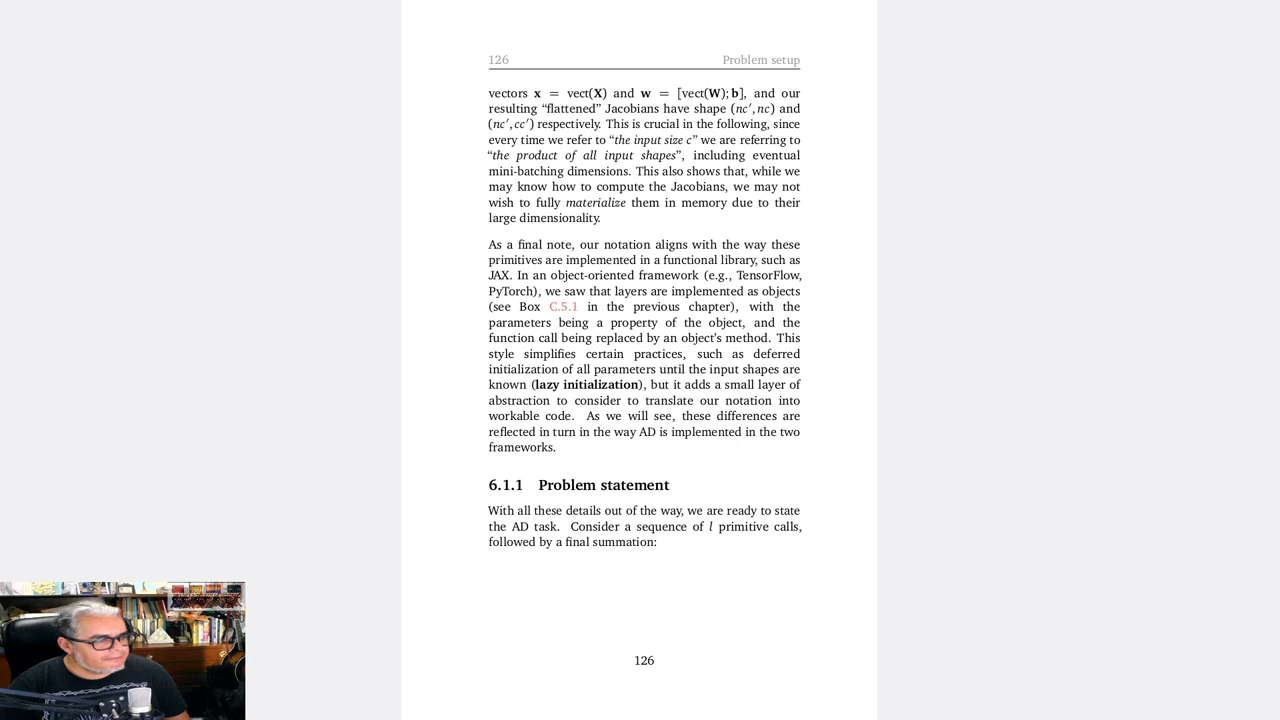 126 Problem setup
vectors x = vect(X) and w = [vect(W); b], and our
resulting “flattened” Jacobians have shape (nc′, nc) and
(nc′, cc′) respectively. This is crucial in the following, since
every time we refer to “the input size c” we are referring to
“the product of all input shapes”, including eventual
mini-batching dimensions. This also shows that, while we
may know how to compute the Jacobians, we may not
wish to fully materialize them in memory due to their
large dimensionality.
As a final note, our notation aligns with the way these
primitives are implemented in a functional library, such as
JAX. In an object-oriented framework (e.g., TensorFlow,
PyTorch), we saw that layers are implemented as objects
(see Box C.5.1 in the previous chapter), with the
parameters being a property of the object, and the
function call being replaced by an object’s method. This
style simplifies certain practices, such as deferred
initialization of all parameters until the input shapes are
known (lazy initialization), but it adds a small layer of
abstraction to consider to translate our notation into
workable code. As we will see, these differences are
reflected in turn in the way AD is implemented in the two
frameworks.
6.1.1 Problem statement
With all these details out of the way, we are ready to state
the AD task. Consider a sequence of l primitive calls,
followed by a final summation:
126